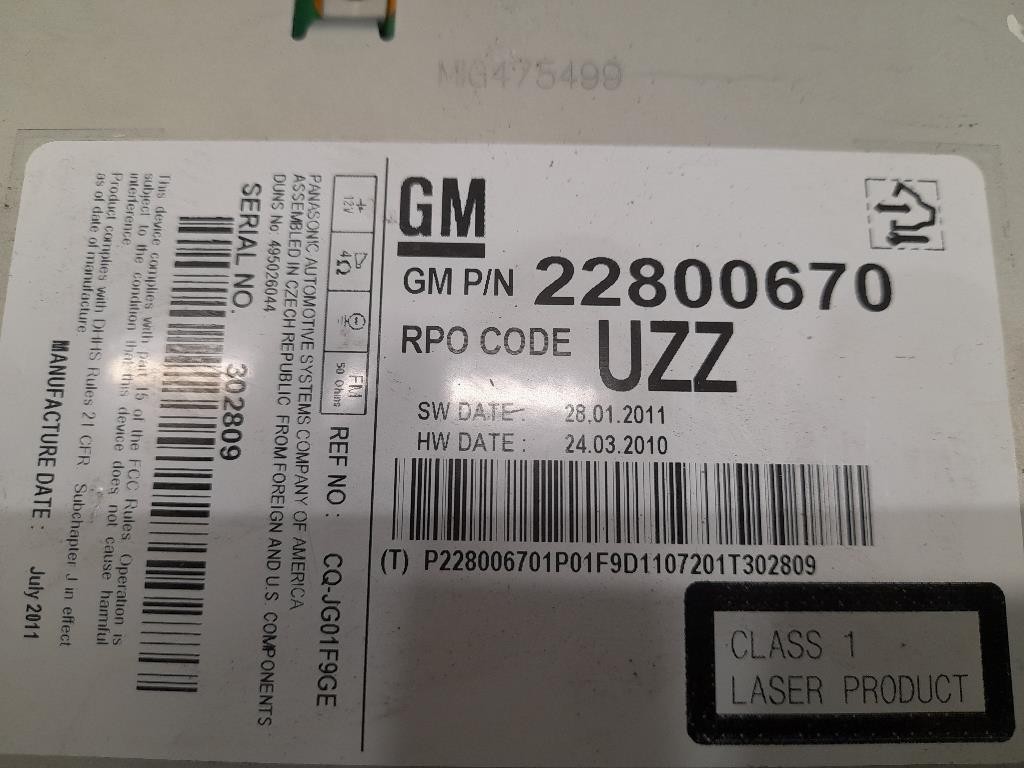 MIG475499
GM
GM P/N 22800670
RPO CODE UZZ
SW DATE: 28.01.2011
HW DATE : 24.03.2010
(T) P228006701P01F9D1107201T302809
CLASS 1
LASER PRODUCT
12V
4Ω
FM
50 Ohms
REF NO : CQ-JG01F9GE
PANASONIC AUTOMOTIVE SYSTEMS COMPANY OF AMERICA
ASSEMBLED IN CZECH REPUBLIC FROM FOREIGN AND U.S. COMPONENTS
DUNS No: 495026044
SERIAL NO. 302809
This device complies with part 15 of the FCC Rules. Operation is
subject to the condition that this device does not cause harmful
interference.
Product complies with DHHS Rules 21 CFR Subchapter J in effect
as of date of manufacture.
MANUFACTURE DATE : July 2011